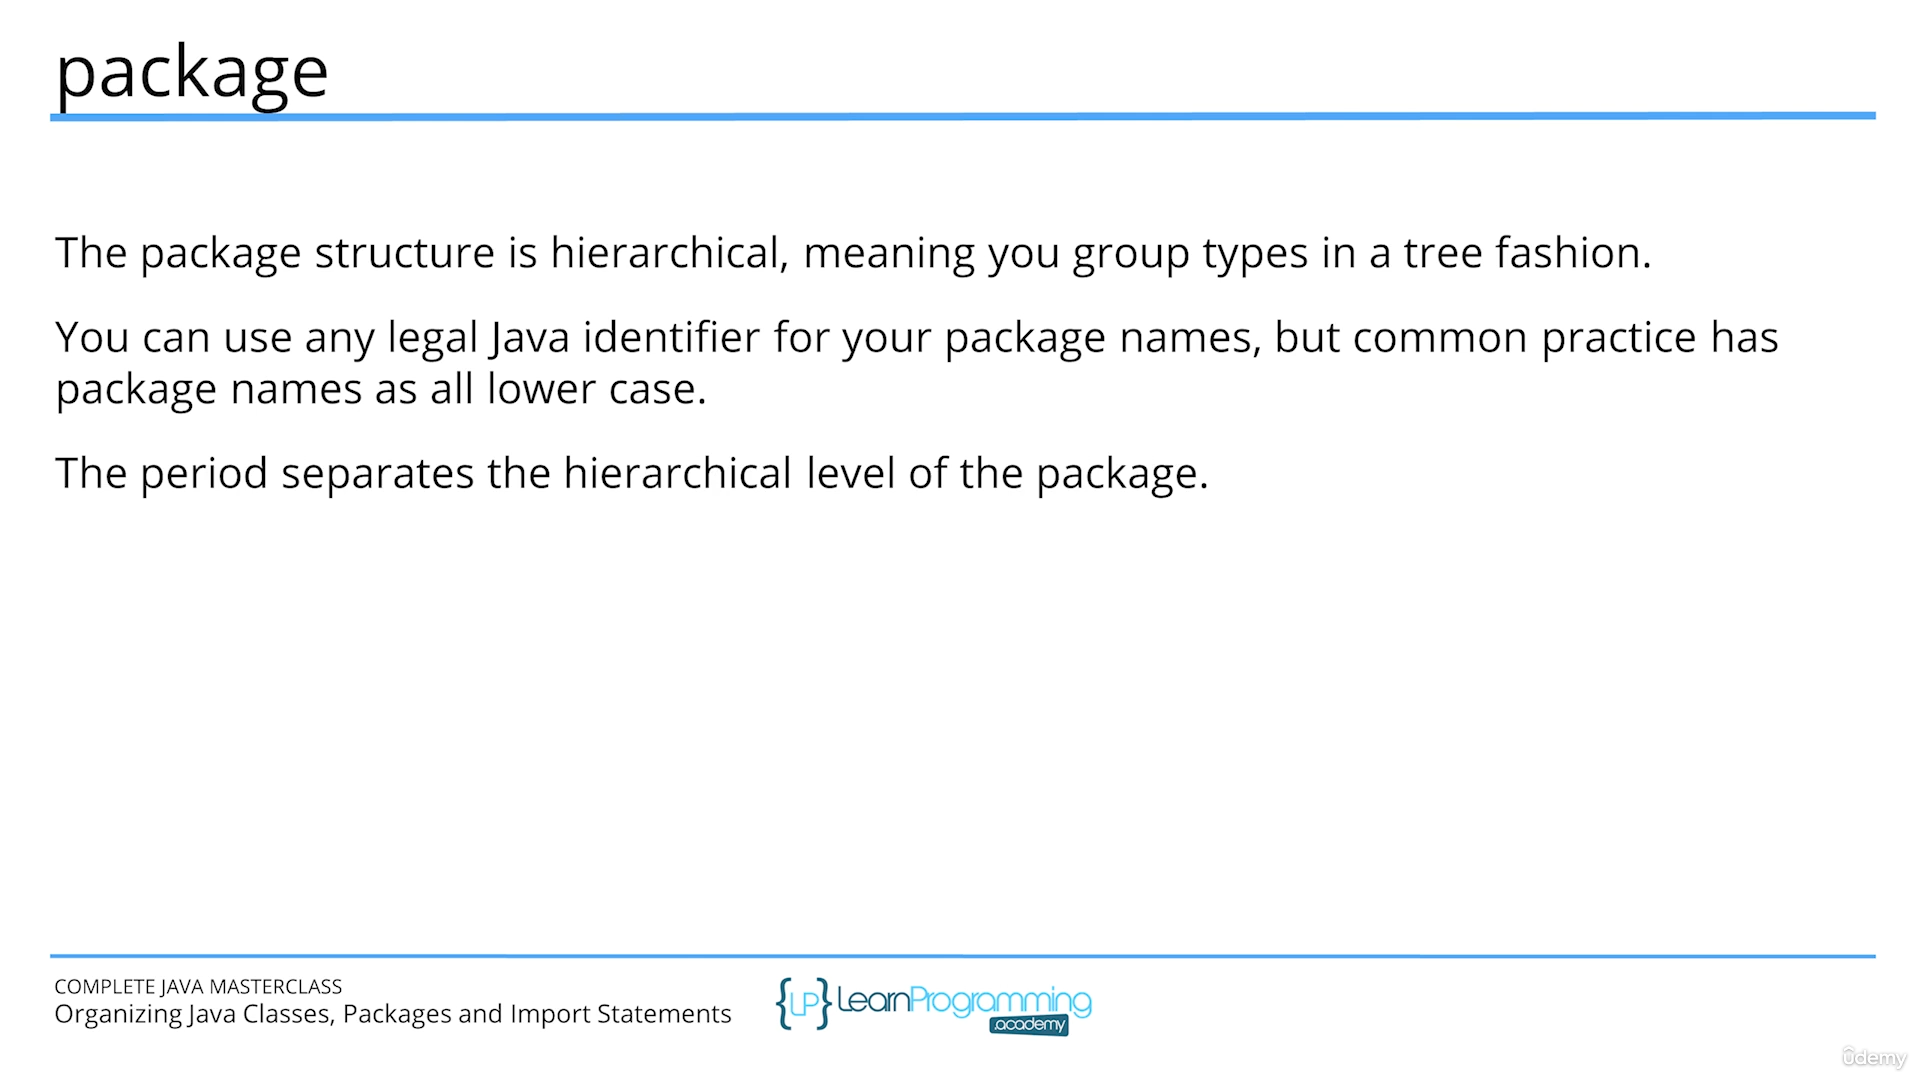 package
The package structure is hierarchical, meaning you group types in a tree fashion.
You can use any legal Java identifier for your package names, but common practice has
package names as all lower case.
The period separates the hierarchical level of the package.
COMPLETE JAVA MASTERCLASS
Organizing Java Classes, Packages and Import Statements
{LP} LearnProgramming
.academy
ûdemy